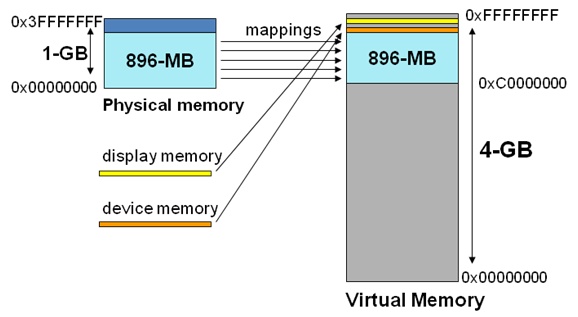 0x3FFFFFFF
1-GB
896-MB
0x00000000
Physical memory
mappings
display memory
device memory
0xFFFFFFFF
896-MB
0xC0000000
4-GB
0x00000000
Virtual Memory